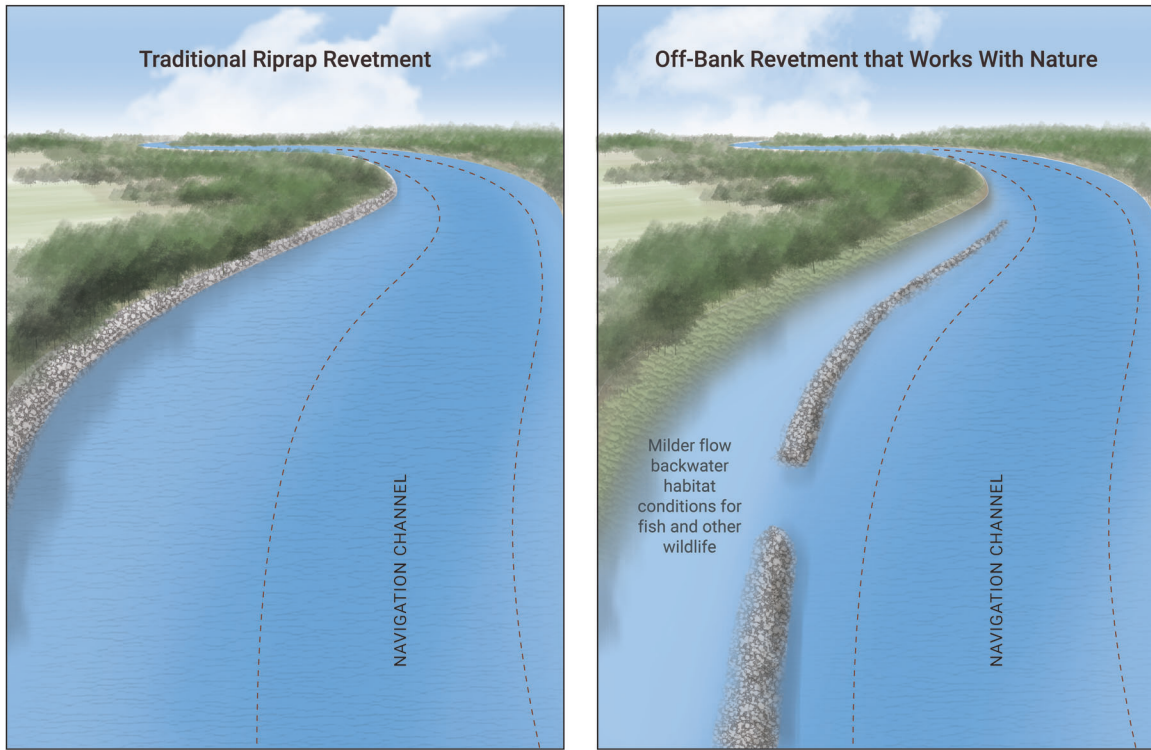 Traditional Riprap Revetment
NAVIGATION CHANNEL
Off-Bank Revetment that Works With Nature
Milder flow
backwater
habitat
conditions for
fish and other
wildlife
NAVIGATION CHANNEL